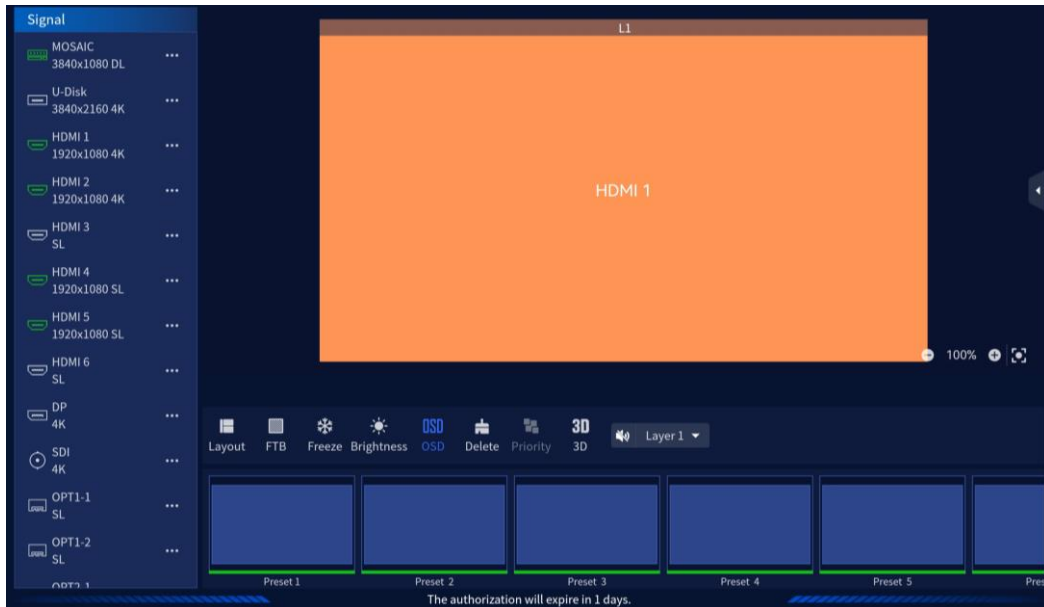 Signal
MOSAIC
3840x1080 DL
U-Disk
3840x2160 4K
HDMI 1
1920x1080 4K
HDMI 2
1920x1080 4K
HDMI 3
SL
HDMI 4
1920x1080 SL
HDMI 5
1920x1080 SL
HDMI 6
SL
DP
4K
SDI
4K
OPT1-1
SL
OPT1-2
SL
OPT2-1
L1
HDMI 1
100%
OSD 3D
Layout FTB Freeze Brightness OSD Delete Priority 3D Layer 1
Preset 1 Preset 2 Preset 3 Preset 4 Preset 5 Pres
The authorization will expire in 1 days.